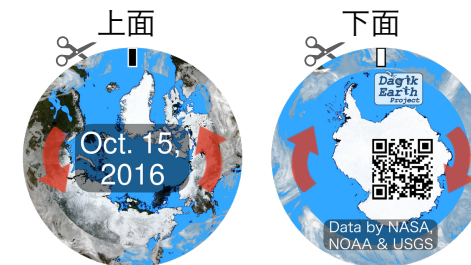 上面
下面
Oct. 15,
2016
Dagik
Earth
Project
Data by NASA,
NOAA & USGS